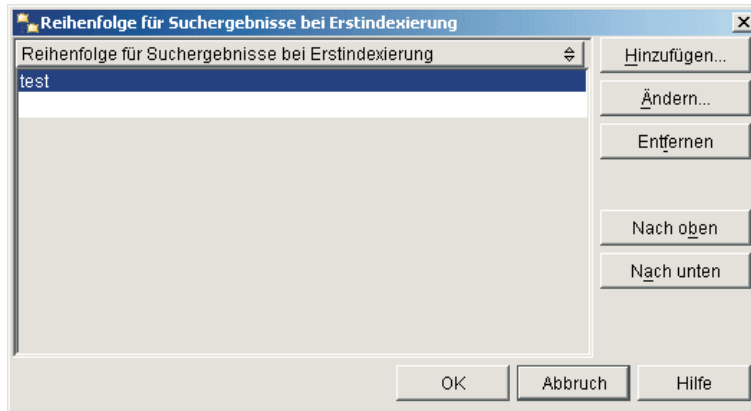 Reihenfolge für Suchergebnisse bei Erstindexierung
Reihenfolge für Suchergebnisse bei Erstindexierung
test
Hinzufügen...
Ändern...
Entfernen
Nach oben
Nach unten
OK
Abbruch
Hilfe